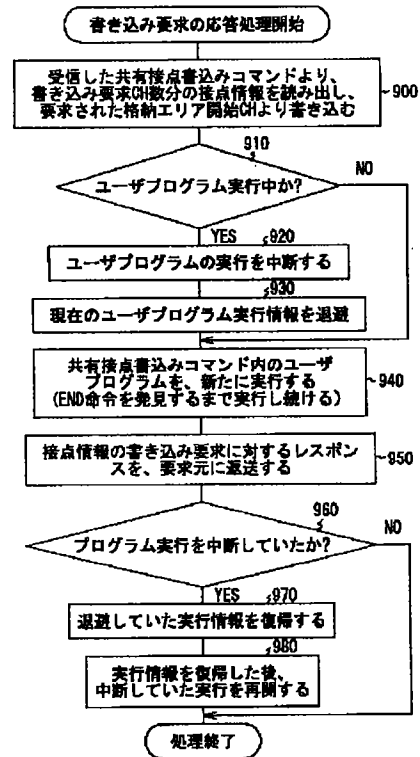 書き込み要求の応答処理開始
受信した共有接点書込みコマンドより、
書き込み要求CH数分の接点情報を読み出し、
要求された格納エリア開始CHより書き込む
900
910
ユーザプログラム実行中か?
NO
YES
920
ユーザプログラムの実行を中断する
930
現在のユーザプログラム実行情報を退避
共有接点書込みコマンド内のユーザ
プログラムを、新たに実行する
(END命令を発見するまで実行し続ける)
940
接点情報の書き込み要求に対するレスポン
スを、要求元に返送する
950
960
プログラム実行を中断していたか?
NO
YES
970
退避していた実行情報を復帰する
980
実行情報を復帰した後、
中断していた実行を再開する
処理終了